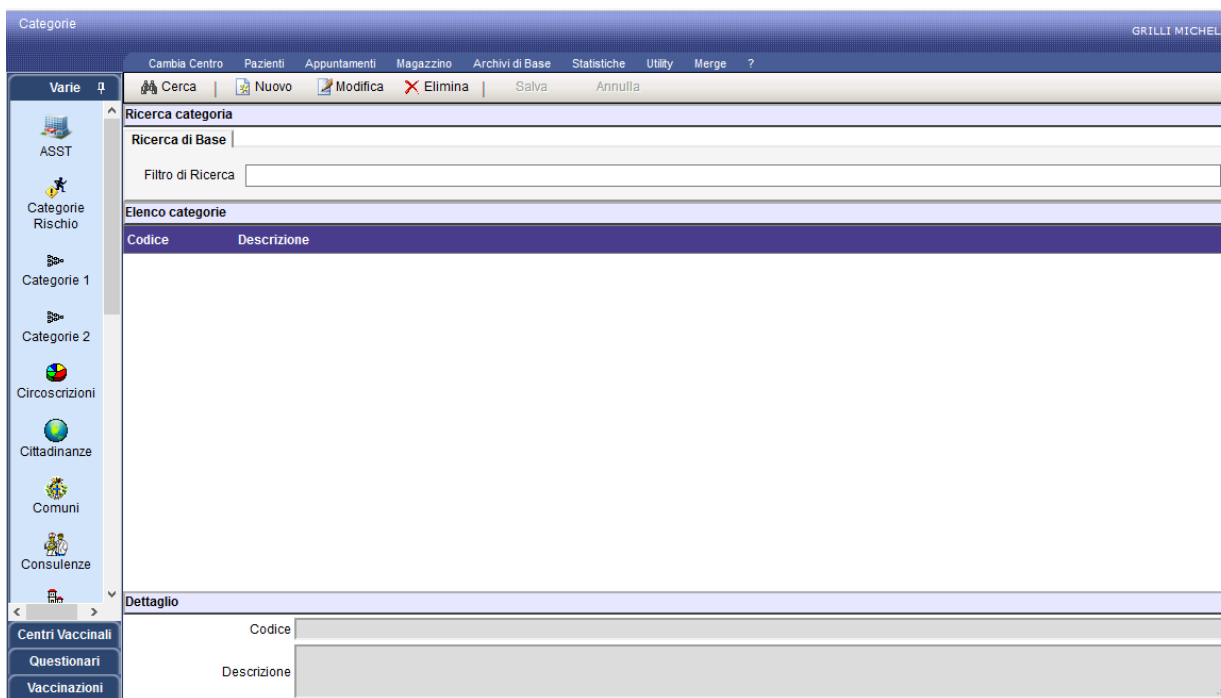 Categorie
GRILLI MICHEL
Cambia Centro Pazienti Appuntamenti Magazzino Archivi di Base Statistiche Utility Merge ?
Varie
Cerca | Nuovo Modifica Elimina | Salva Annulla
Ricerca categoria
Ricerca di Base
Filtro di Ricerca
Elenco categorie
Codice Descrizione
ASST
Categorie
Rischio
Categorie 1
Categorie 2
Circoscrizioni
Cittadinanze
Comuni
Consulenze
Centri Vaccinali
Questionari
Vaccinazioni
Dettaglio
Codice
Descrizione